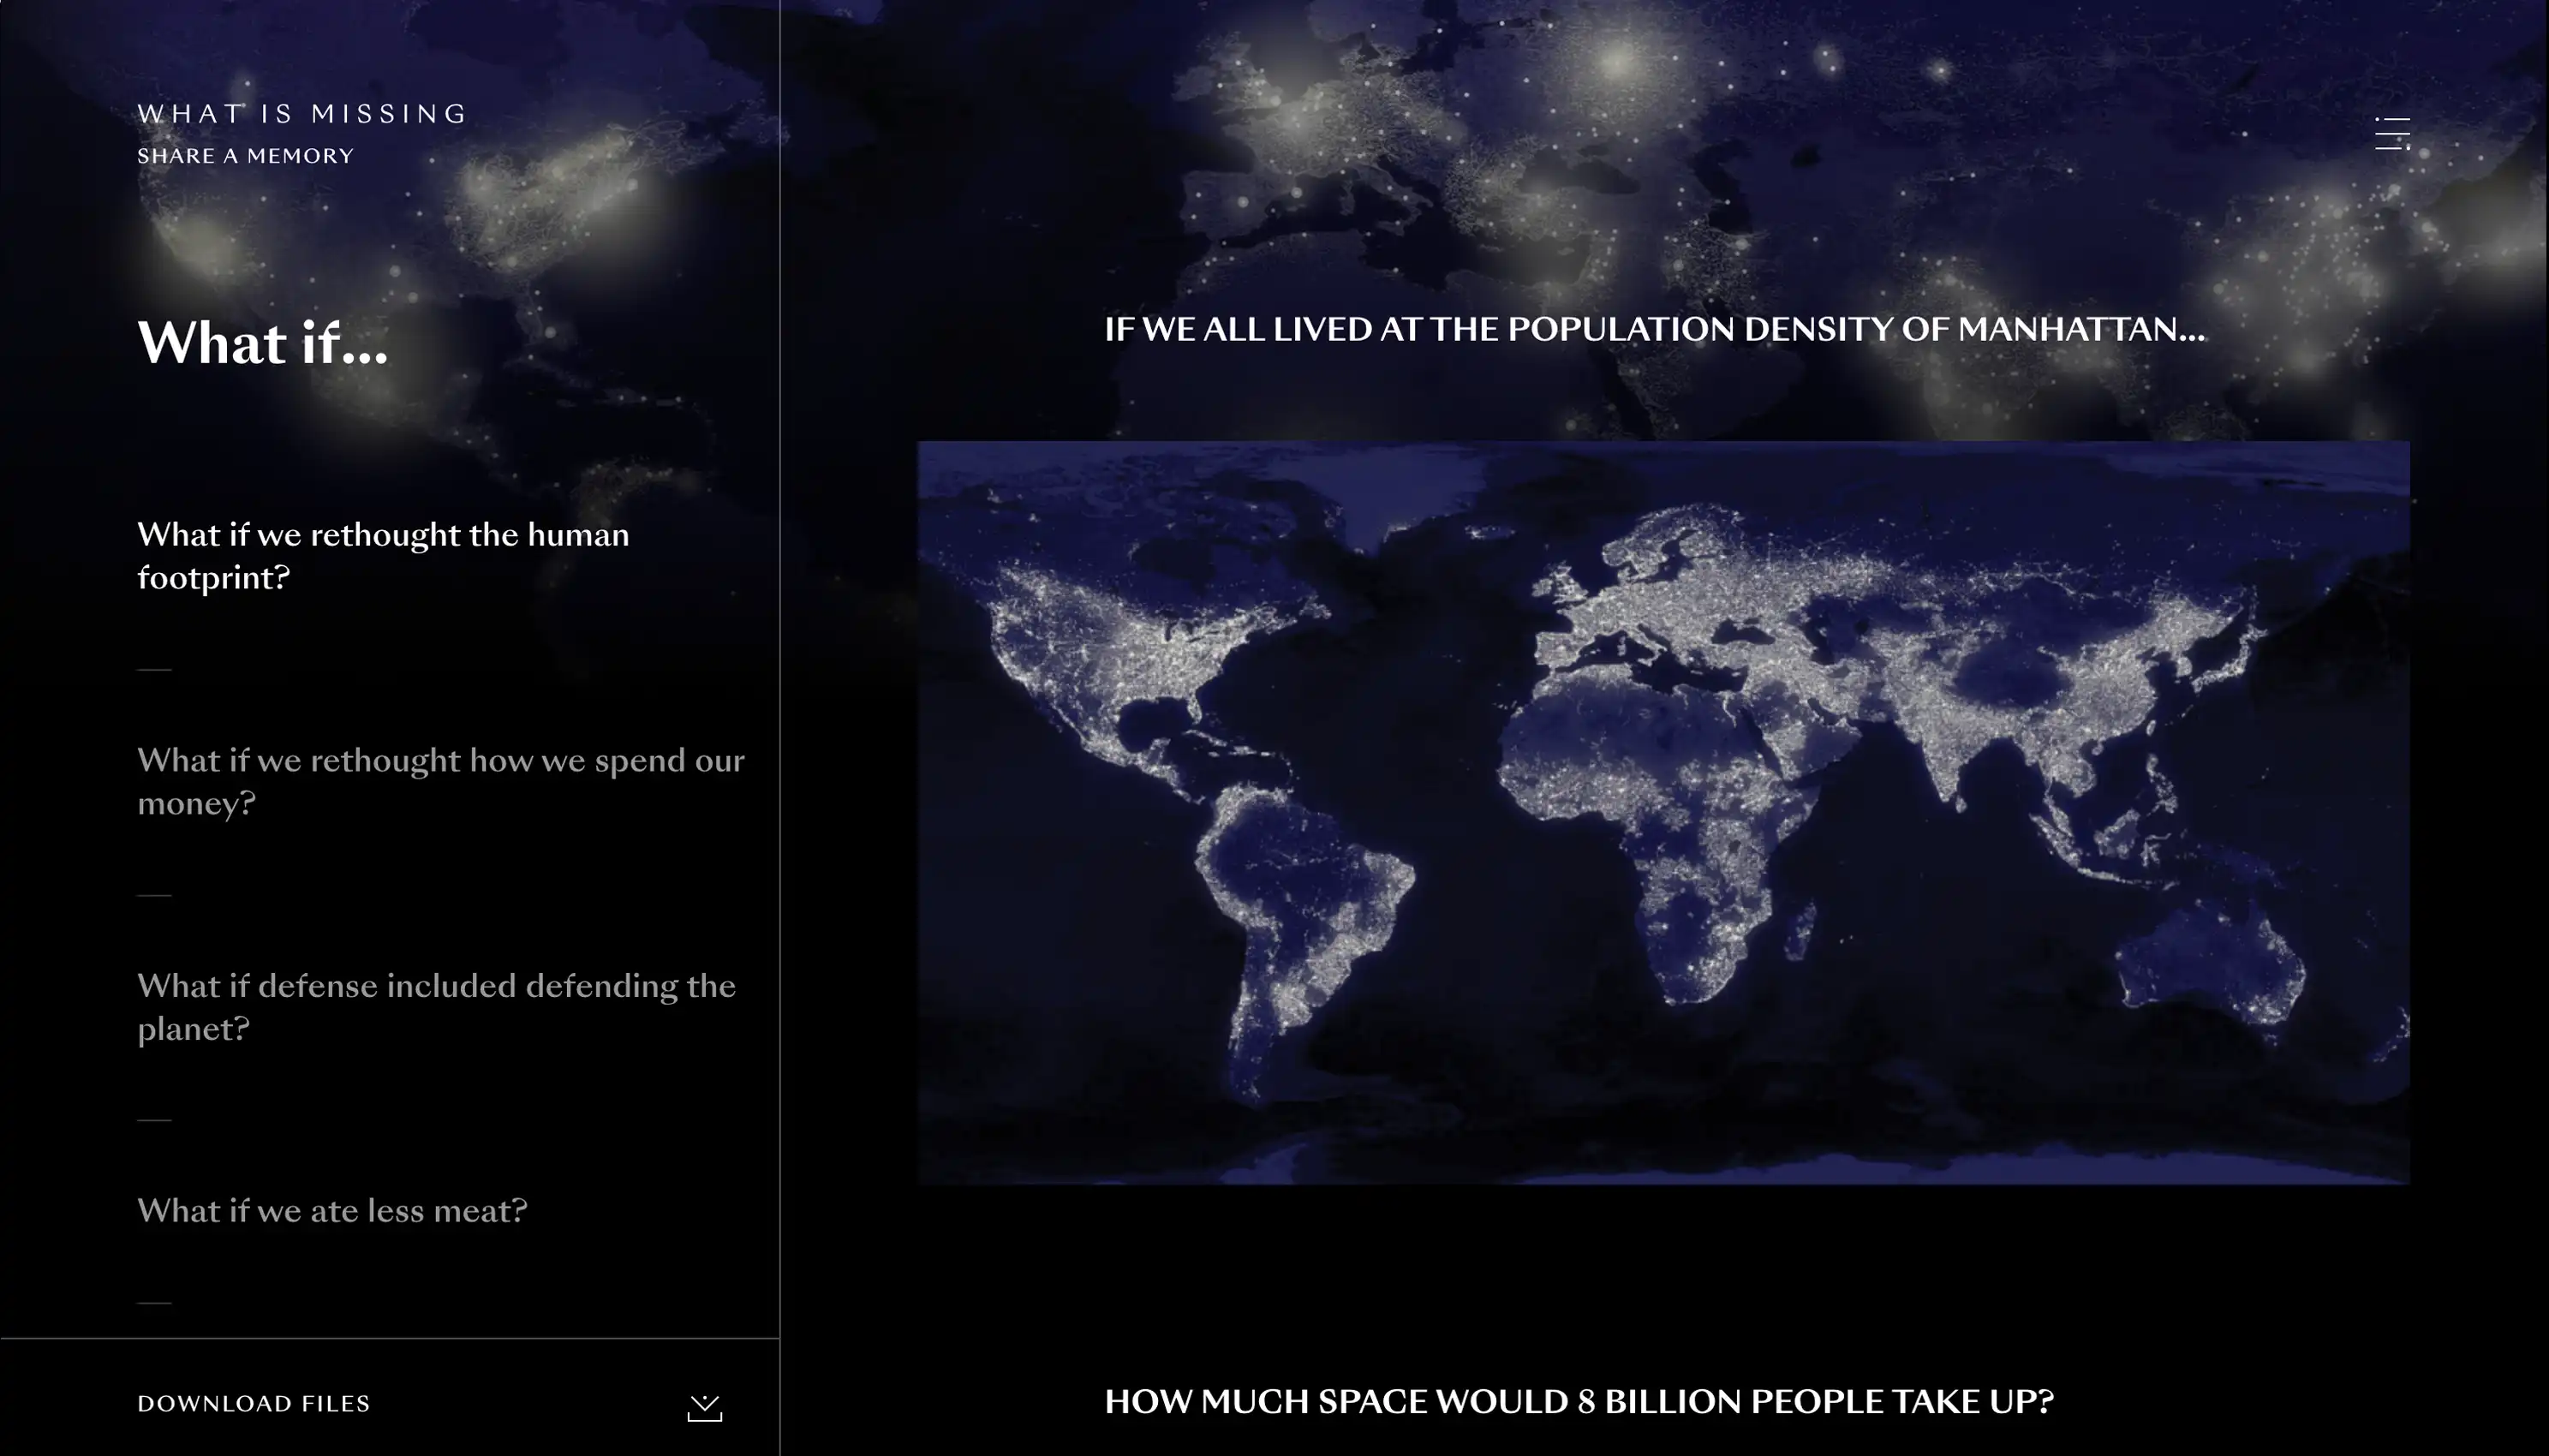 WHAT IS MISSING
SHARE A MEMORY
What if...
What if we rethought the human
footprint?
What if we rethought how we spend our
money?
What if defense included defending the
planet?
What if we ate less meat?
DOWNLOAD FILES
IF WE ALL LIVED AT THE POPULATION DENSITY OF MANHATTAN...
HOW MUCH SPACE WOULD 8 BILLION PEOPLE TAKE UP?